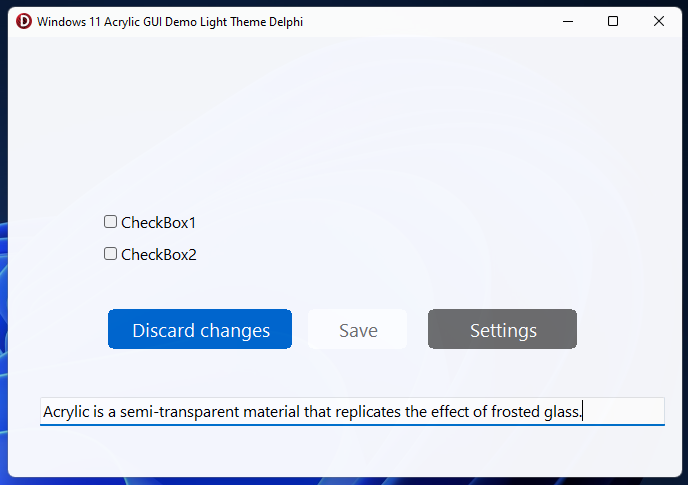 D Windows 11 Acrylic GUI Demo Light Theme Delphi
CheckBox1
CheckBox2
Discard changes Save Settings
Acrylic is a semi-transparent material that replicates the effect of frosted glass.